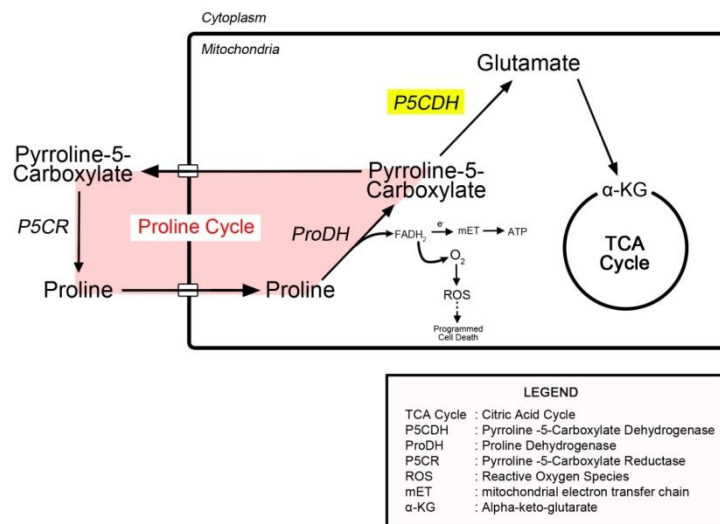 Cytoplasm
Mitochondria
Glutamate
P5CDH
Pyrroline-5-
Carboxylate
Pyrroline-5-
Carboxylate
α-KG
P5CR
Proline Cycle
ProDH
FADH₂
e⁻
mET
ATP
TCA
Cycle
O₂
Proline
Proline
ROS
Programmed
Cell Death
LEGEND
TCA Cycle : Citric Acid Cycle
P5CDH : Pyrroline -5-Carboxylate Dehydrogenase
ProDH : Proline Dehydrogenase
P5CR : Pyrroline -5-Carboxylate Reductase
ROS : Reactive Oxygen Species
mET : mitochondrial electron transfer chain
α-KG : Alpha-keto-glutarate